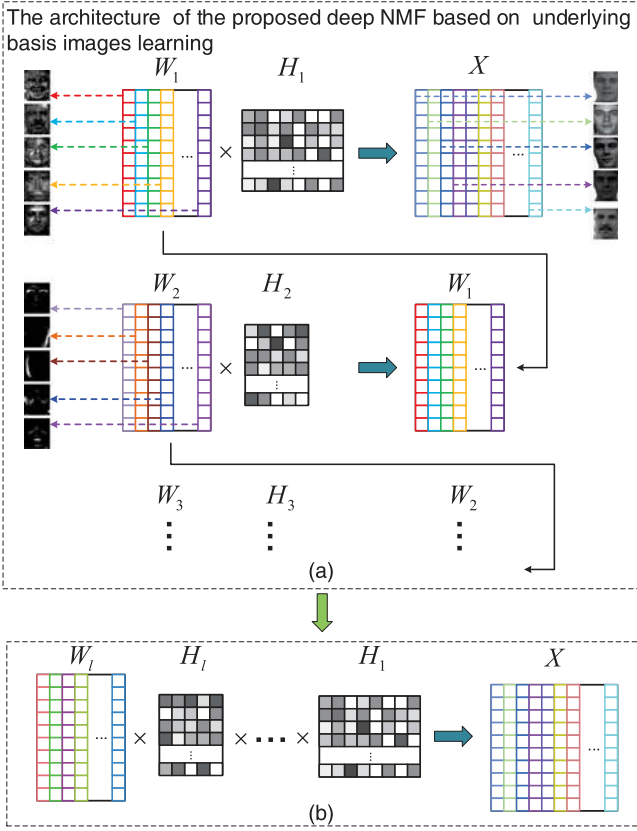 The architecture of the proposed deep NMF based on underlying
basis images learning
W₁ H₁ X
... × ⋮ ...
W₂ H₂ W₁
... × ⋮ ...
W₃ H₃ W₂
⋮ ⋮ ⋮
(a)
Wₗ Hₗ H₁ X
... × ⋮ × ... × ⋮ ...
(b)